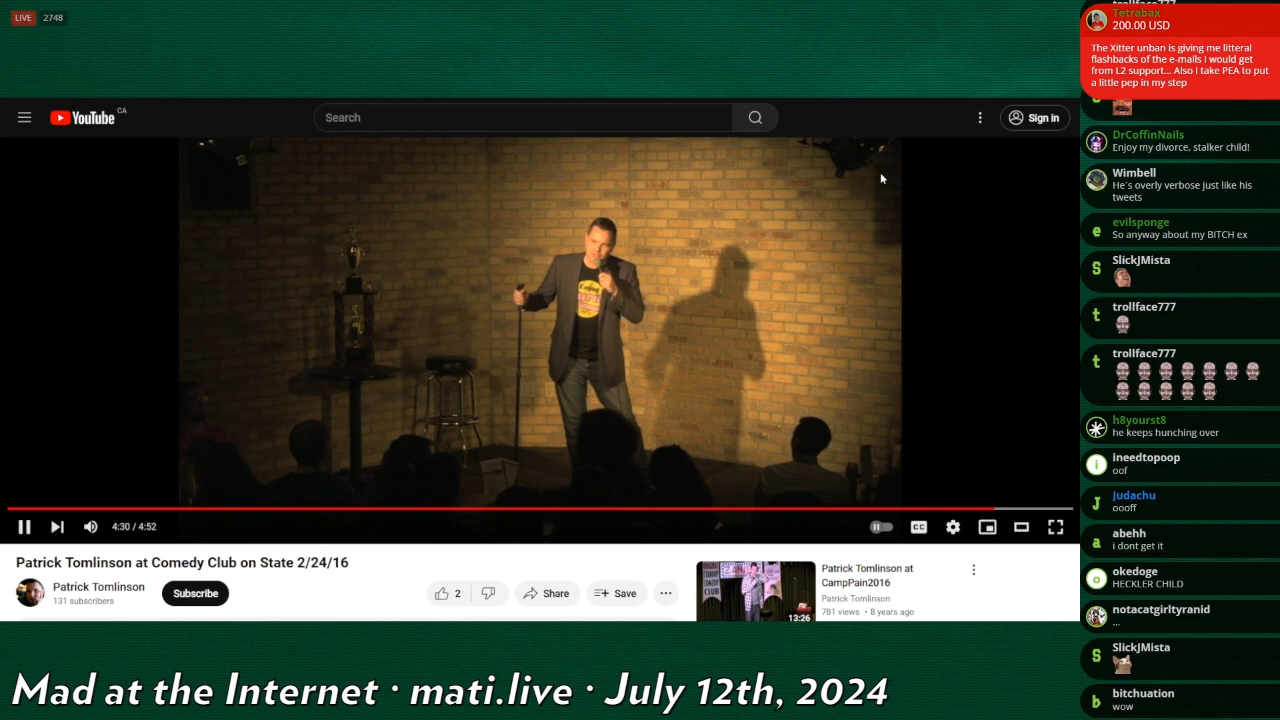 LIVE 2748
YouTube CA
Search
Sign in
Enjoy
4:30 / 4:52
CC
Patrick Tomlinson at Comedy Club on State 2/24/16
Patrick Tomlinson
131 subscribers
Subscribe
2
Share
Save
Patrick Tomlinson at
CampPain2016
Patrick Tomlinson
781 views • 8 years ago
13:26
Mad at the Internet · mati.live · July 12th, 2024
trollface777
Tetrabax
200.00 USD
The Xitter unban is giving me litteral
flashbacks of the e-mails I would get
from L2 support... Also I take PEA to put
a little pep in my step
DrCoffinNails
Enjoy my divorce, stalker child!
Wimbell
He's overly verbose just like his
tweets
evilsponge
So anyway about my BITCH ex
SlickJMista
trollface777
trollface777
h8yourst8
he keeps hunching over
ineedtopoop
oof
Judachu
oooff
abehh
i dont get it
okedoge
HECKLER CHILD
notacatgirltyranid
...
SlickJMista
bitchuation
wow